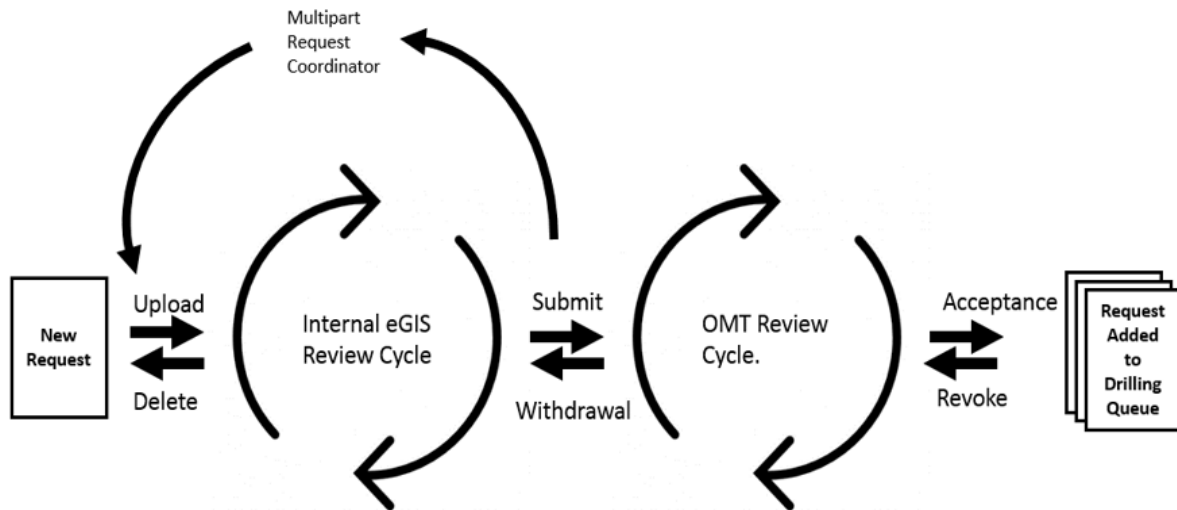 Multipart
Request
Coordinator
New
Request
Upload
Delete
Internal eGIS
Review Cycle
Submit
Withdrawal
OMT Review
Cycle.
Acceptance
Revoke
Request
Added
to
Drilling
Queue